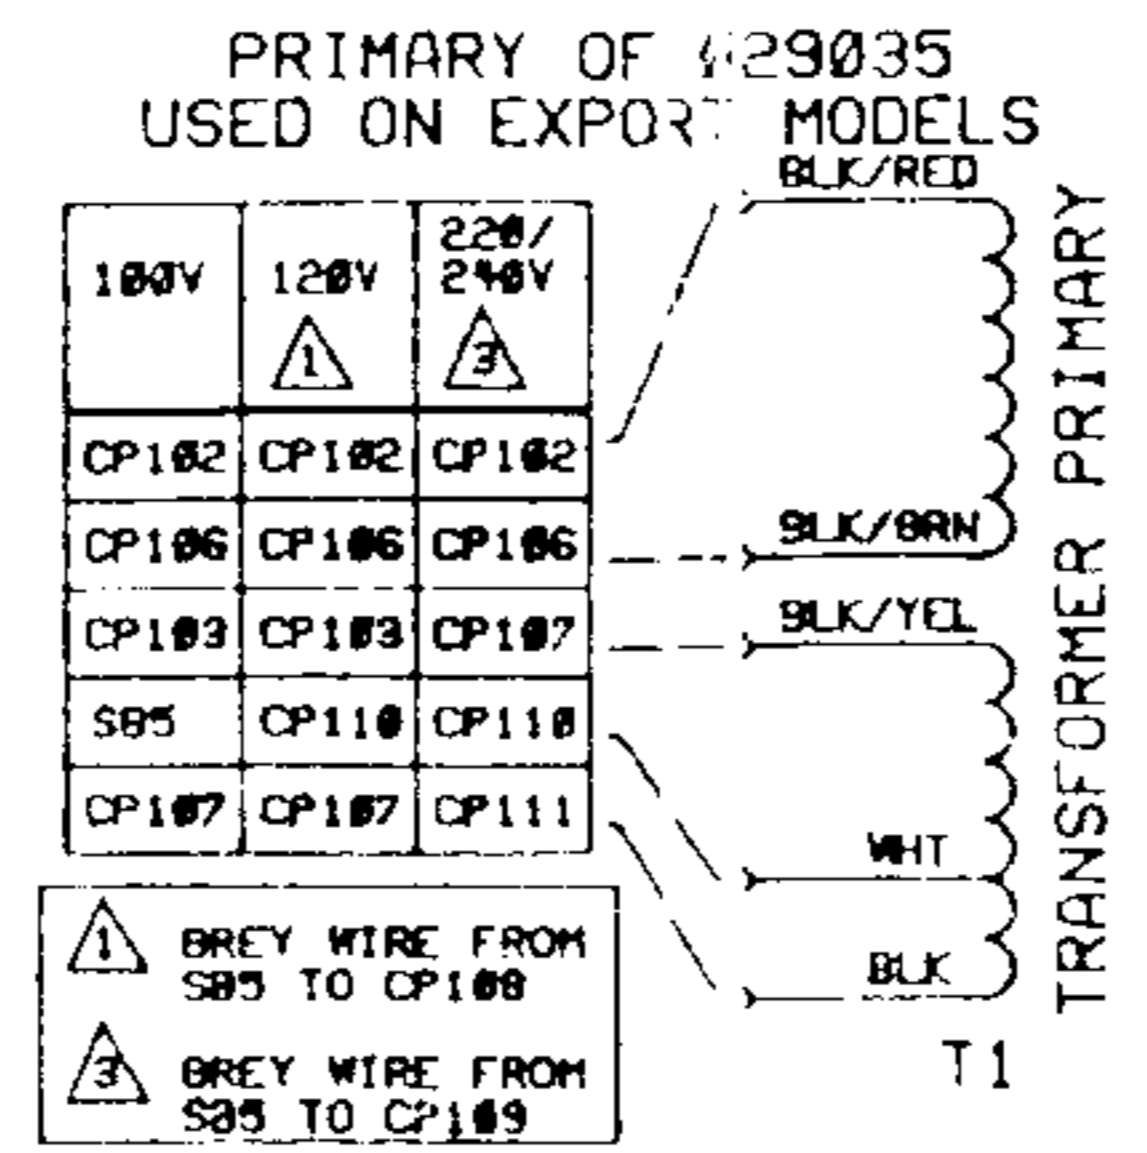 PRIMARY OF #29035
USED ON EXPORT MODELS
100V 120V 220/
240V
1 3
CP102 CP102 CP102
CP106 CP106 CP106
CP103 CP103 CP107
S05 CP110 CP110
CP107 CP107 CP111
BLK/RED
BLK/BRN
BLK/YEL
WHT
BLK
TRANSFORMER PRIMARY
T1
1 GREY WIRE FROM
S05 TO CP108
3 GREY WIRE FROM
S05 TO CP109